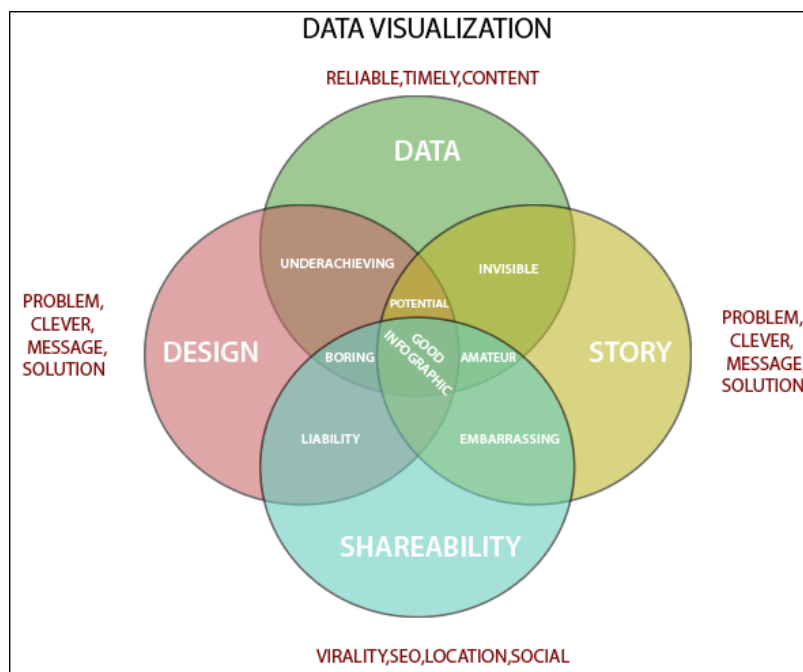 DATA VISUALIZATION
RELIABLE,TIMELY,CONTENT
DATA
UNDERACHIEVING
INVISIBLE
POTENTIAL
PROBLEM,
CLEVER,
MESSAGE,
SOLUTION
DESIGN
BORING
GOOD
INFOGRAPHIC
AMATEUR
STORY
PROBLEM,
CLEVER,
MESSAGE,
SOLUTION
LIABILITY
EMBARRASSING
SHAREABILITY
VIRALITY,SEO,LOCATION,SOCIAL